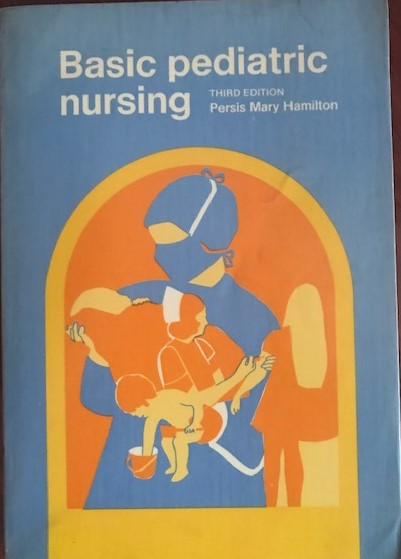 Basic pediatric
nursing
THIRD EDITION
Persis Mary Hamilton